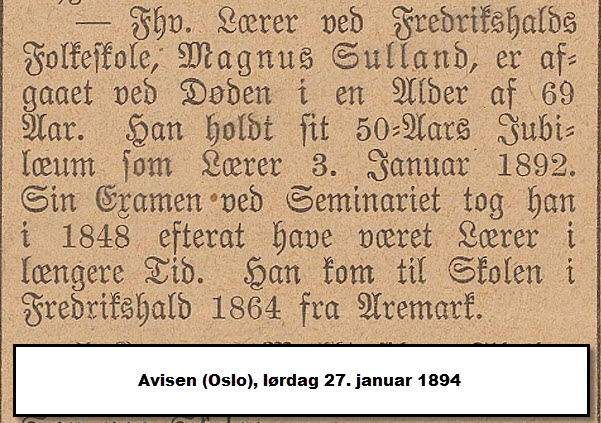 — Fhv. Lærer ved Fredrikshalds
Folkeskole, Magnus Sulland, er af-
gaaet ved Døden i en Alder af 69
Aar. Han holdt sit 50-Aars Jubi-
læum som Lærer 3. Januar 1892.
Sin Examen ved Seminariet tog han
i 1848 efterat have været Lærer i
længere Tid. Han kom til Skolen i
Fredrikshald 1864 fra Aremark.
Avisen (Oslo), lørdag 27. januar 1894